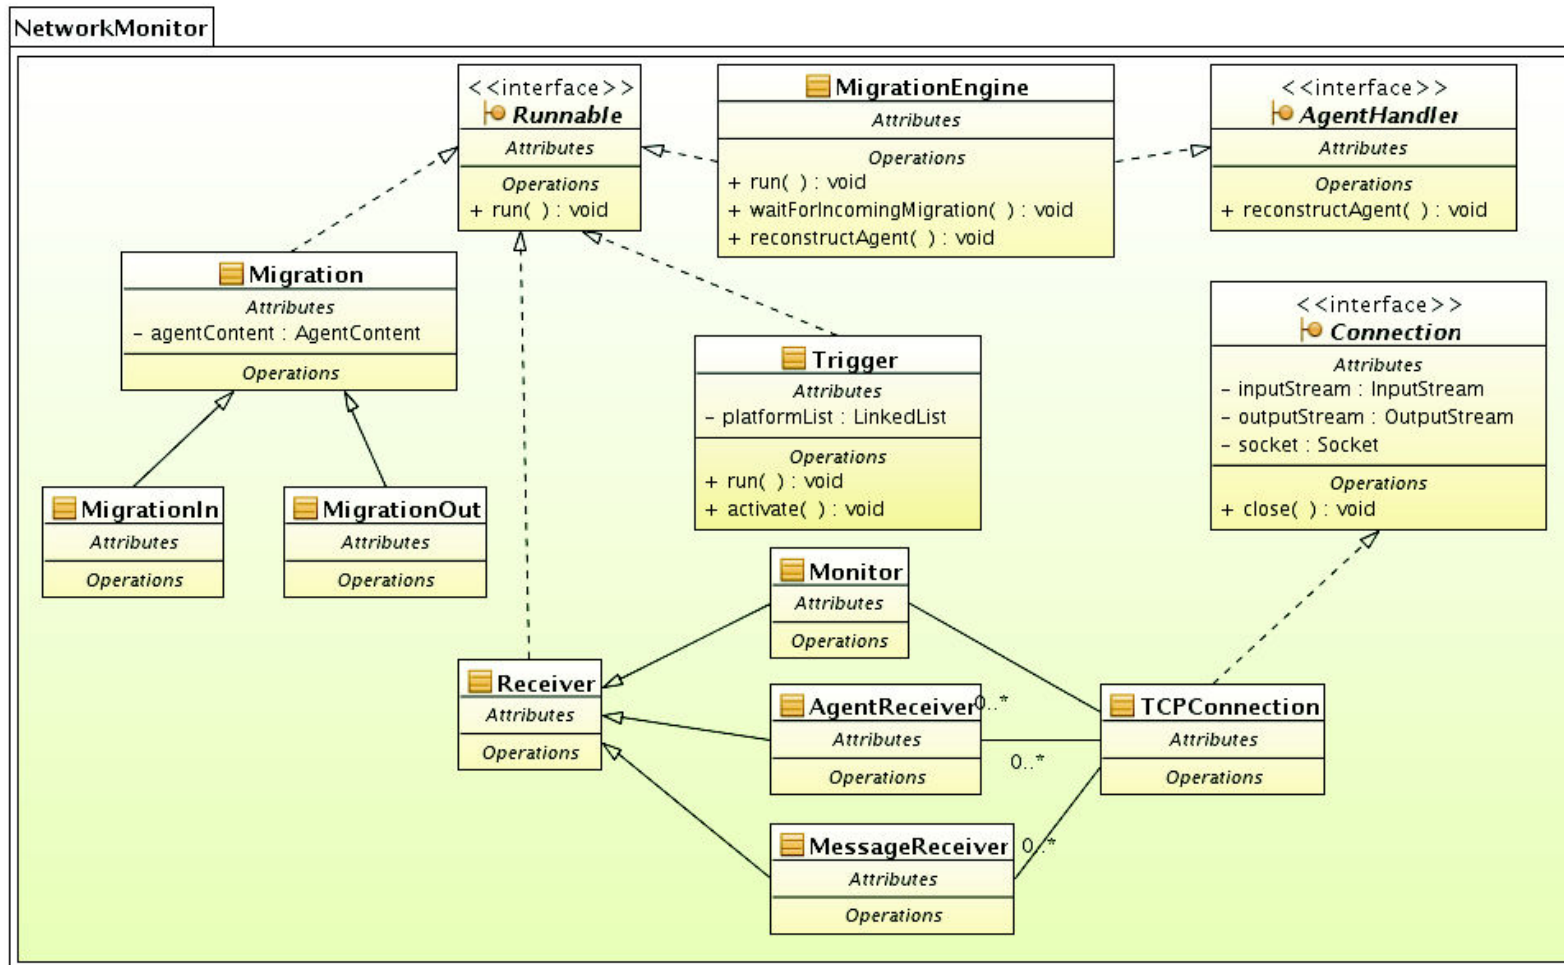 NetworkMonitor
<<interface>>
Runnable
Attributes
Operations
+ run( ) : void
MigrationEngine
Attributes
Operations
+ run( ) : void
+ waitForIncomingMigration( ) : void
+ reconstructAgent( ) : void
<<interface>>
AgentHandler
Attributes
Operations
+ reconstructAgent( ) : void
Migration
Attributes
- agentContent : AgentContent
Operations
Trigger
Attributes
- platformList : LinkedList
Operations
+ run( ) : void
+ activate( ) : void
<<interface>>
Connection
Attributes
- inputStream : InputStream
- outputStream : OutputStream
- socket : Socket
Operations
+ close( ) : void
MigrationIn
Attributes
Operations
MigrationOut
Attributes
Operations
Monitor
Attributes
Operations
Receiver
Attributes
Operations
AgentReceiver
Attributes
Operations
0..*
0..*
TCPConnection
Attributes
Operations
MessageReceiver
Attributes
Operations
0..*